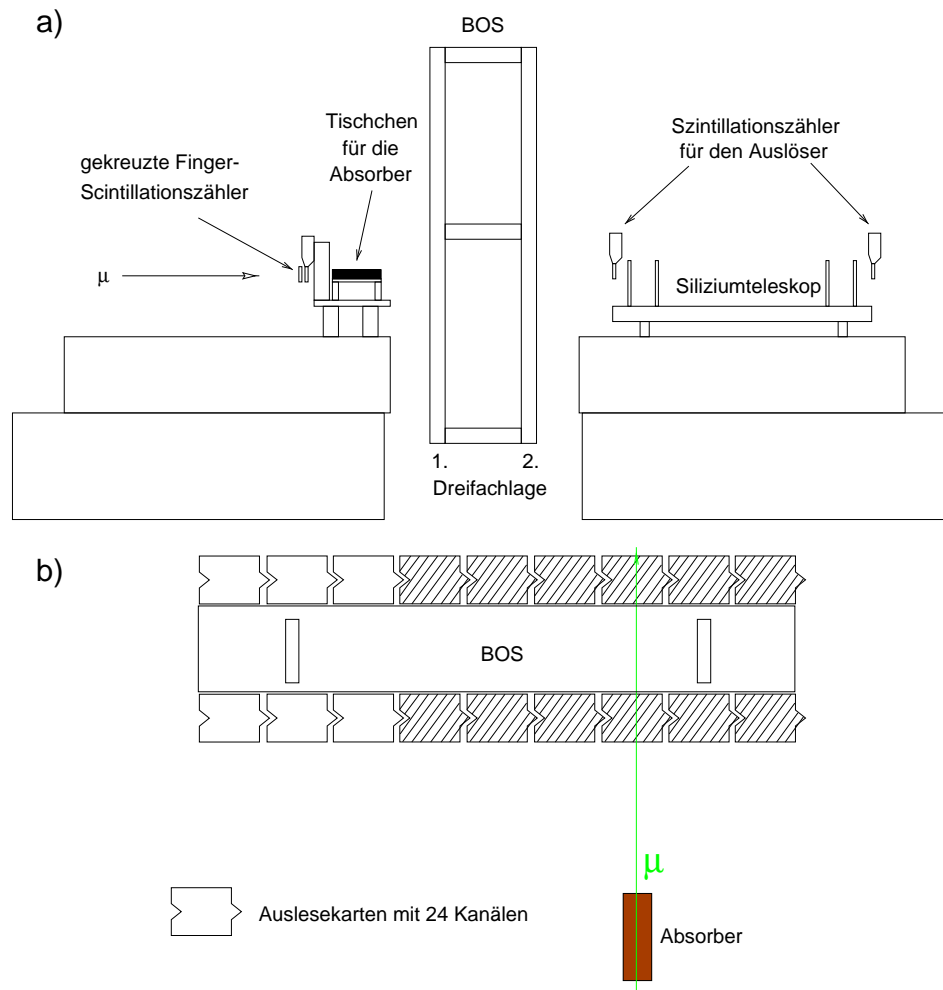 a)
BOS
Tischchen
für die
Absorber
Szintillationszähler
für den Auslöser
gekreuzte Finger-
Scintillationszähler
μ
Siliziumteleskop
1.
2.
Dreifachlage
b)
BOS
μ
Auslesekarten mit 24 Kanälen
Absorber